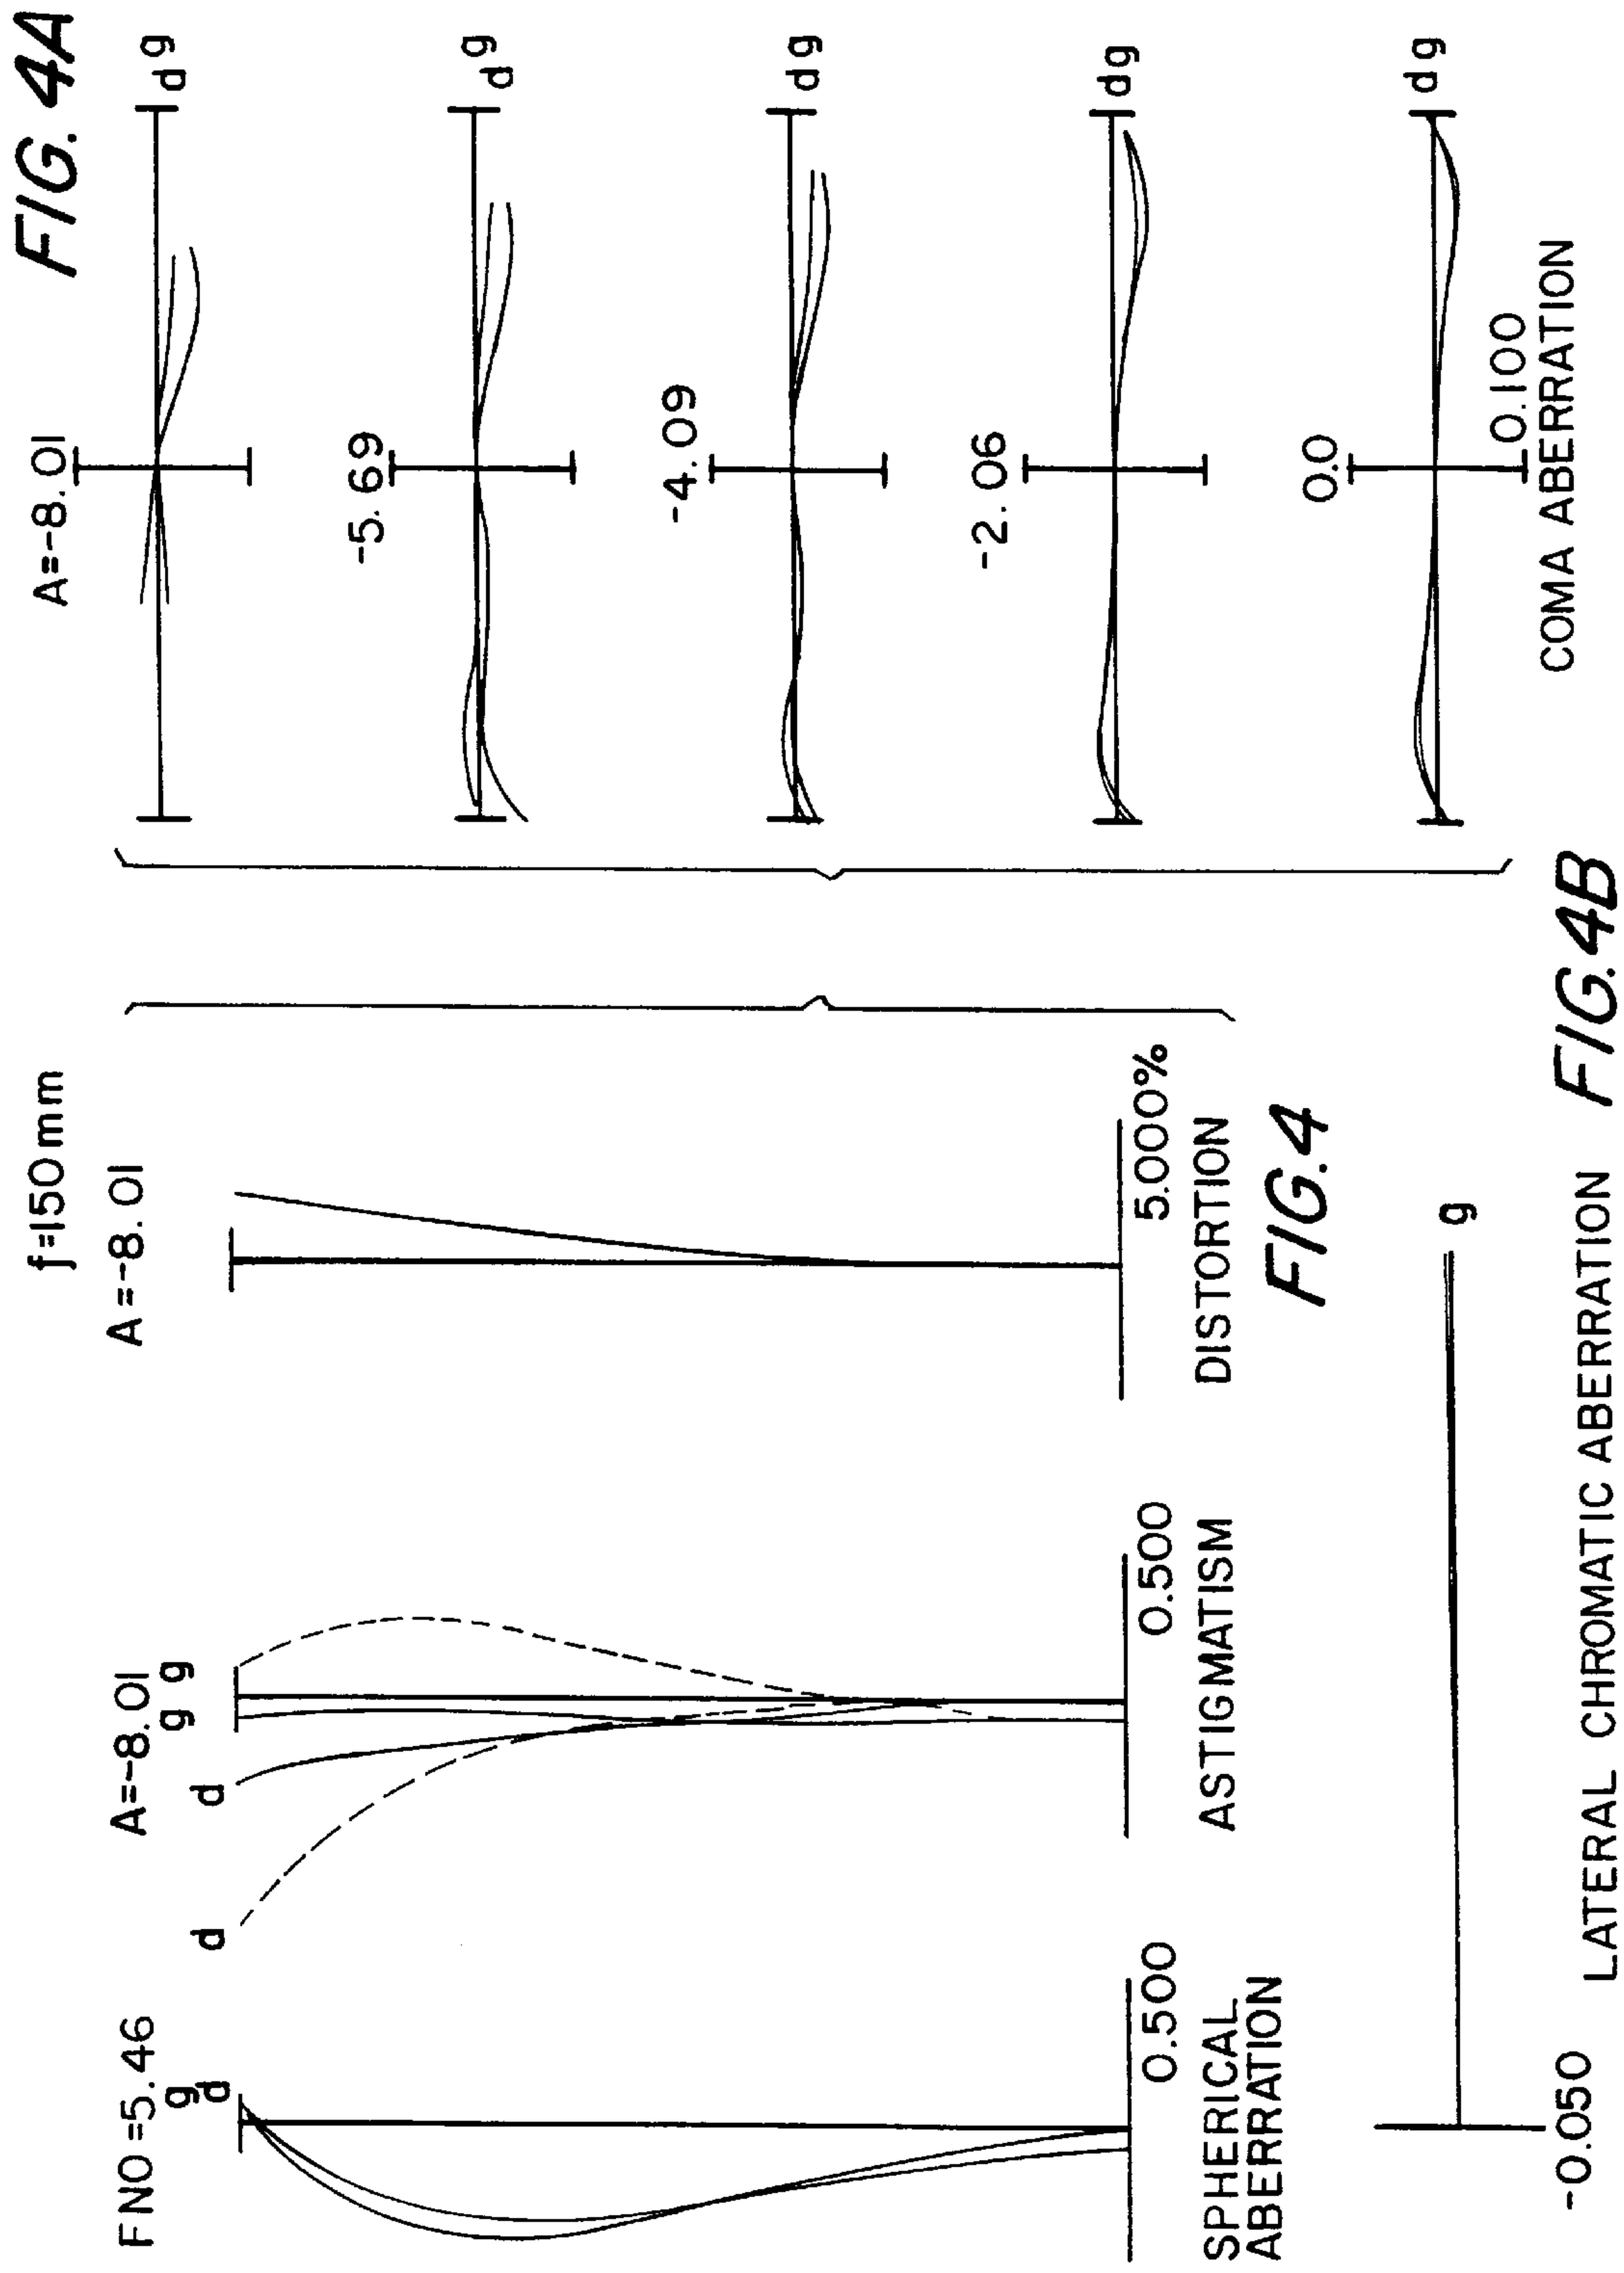 FIG. 4A
A=-8.01
d g
-5.69
d g
-4.09
d g
-2.06
d g
0.0
d g
0.100
COMA ABERRATION
f=150mm
FNO=5.46
g
d
0.500
SPHERICAL
ABERRATION
A=-8.01
d
d
g
g
0.500
ASTIGMATISM
A=-8.01
5.000%
DISTORTION
FIG.4
g
-0.050
LATERAL CHROMATIC ABERRATION
FIG.4B